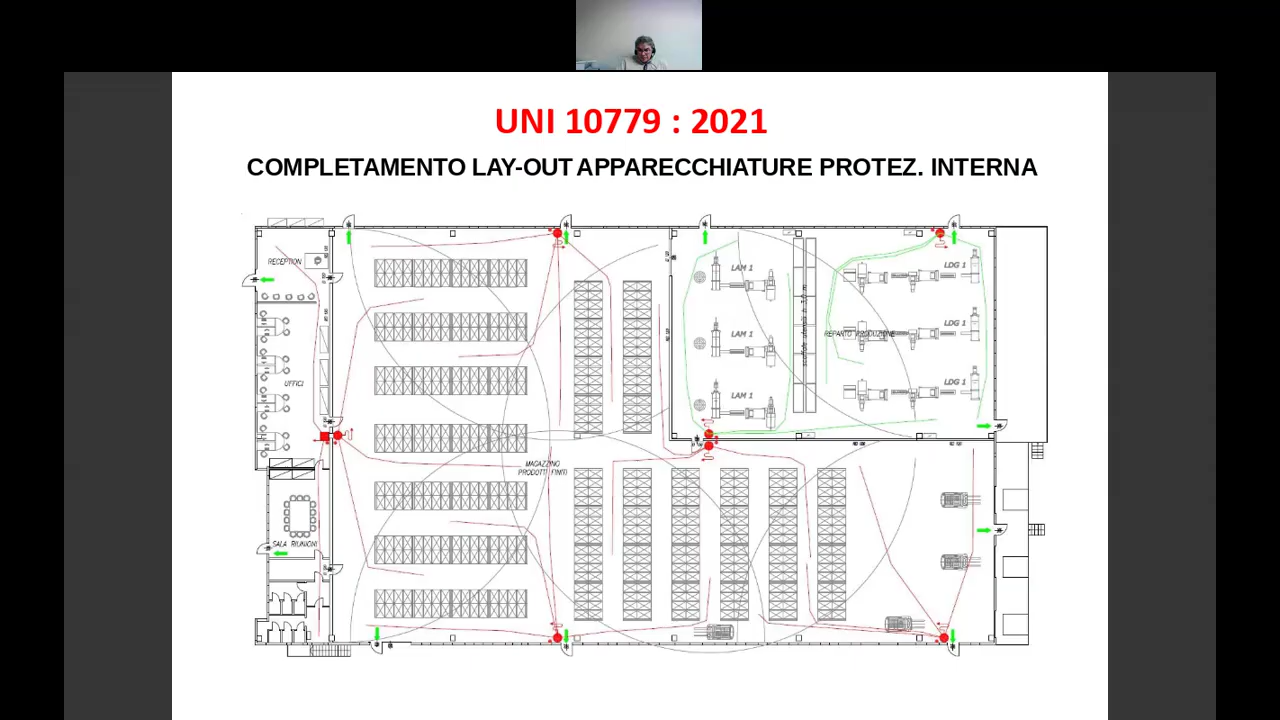 UNI 10779 : 2021
COMPLETAMENTO LAY-OUT APPARECCHIATURE PROTEZ. INTERNA
RECEPTION
LAM 1
LDG 1
LAM 1
LDG 1
REPARTO PRODUZIONE
UFFICI
LAM 1
LDG 1
MAGAZZINO
PRODOTTI FINITI
SALA RIUNIONI